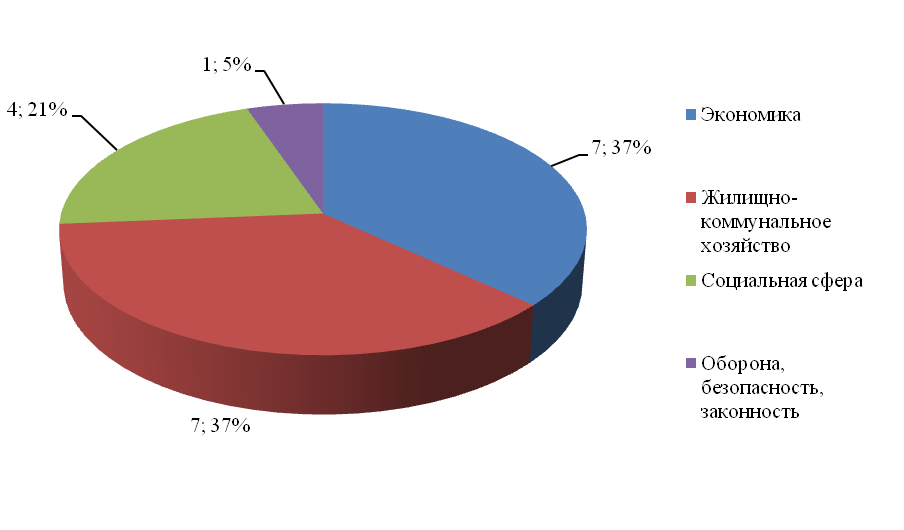 1; 5%
4; 21%
7; 37%
7; 37%
Экономика
Жилищно-
коммунальное
хозяйство
Социальная сфера
Оборона,
безопасность,
законность